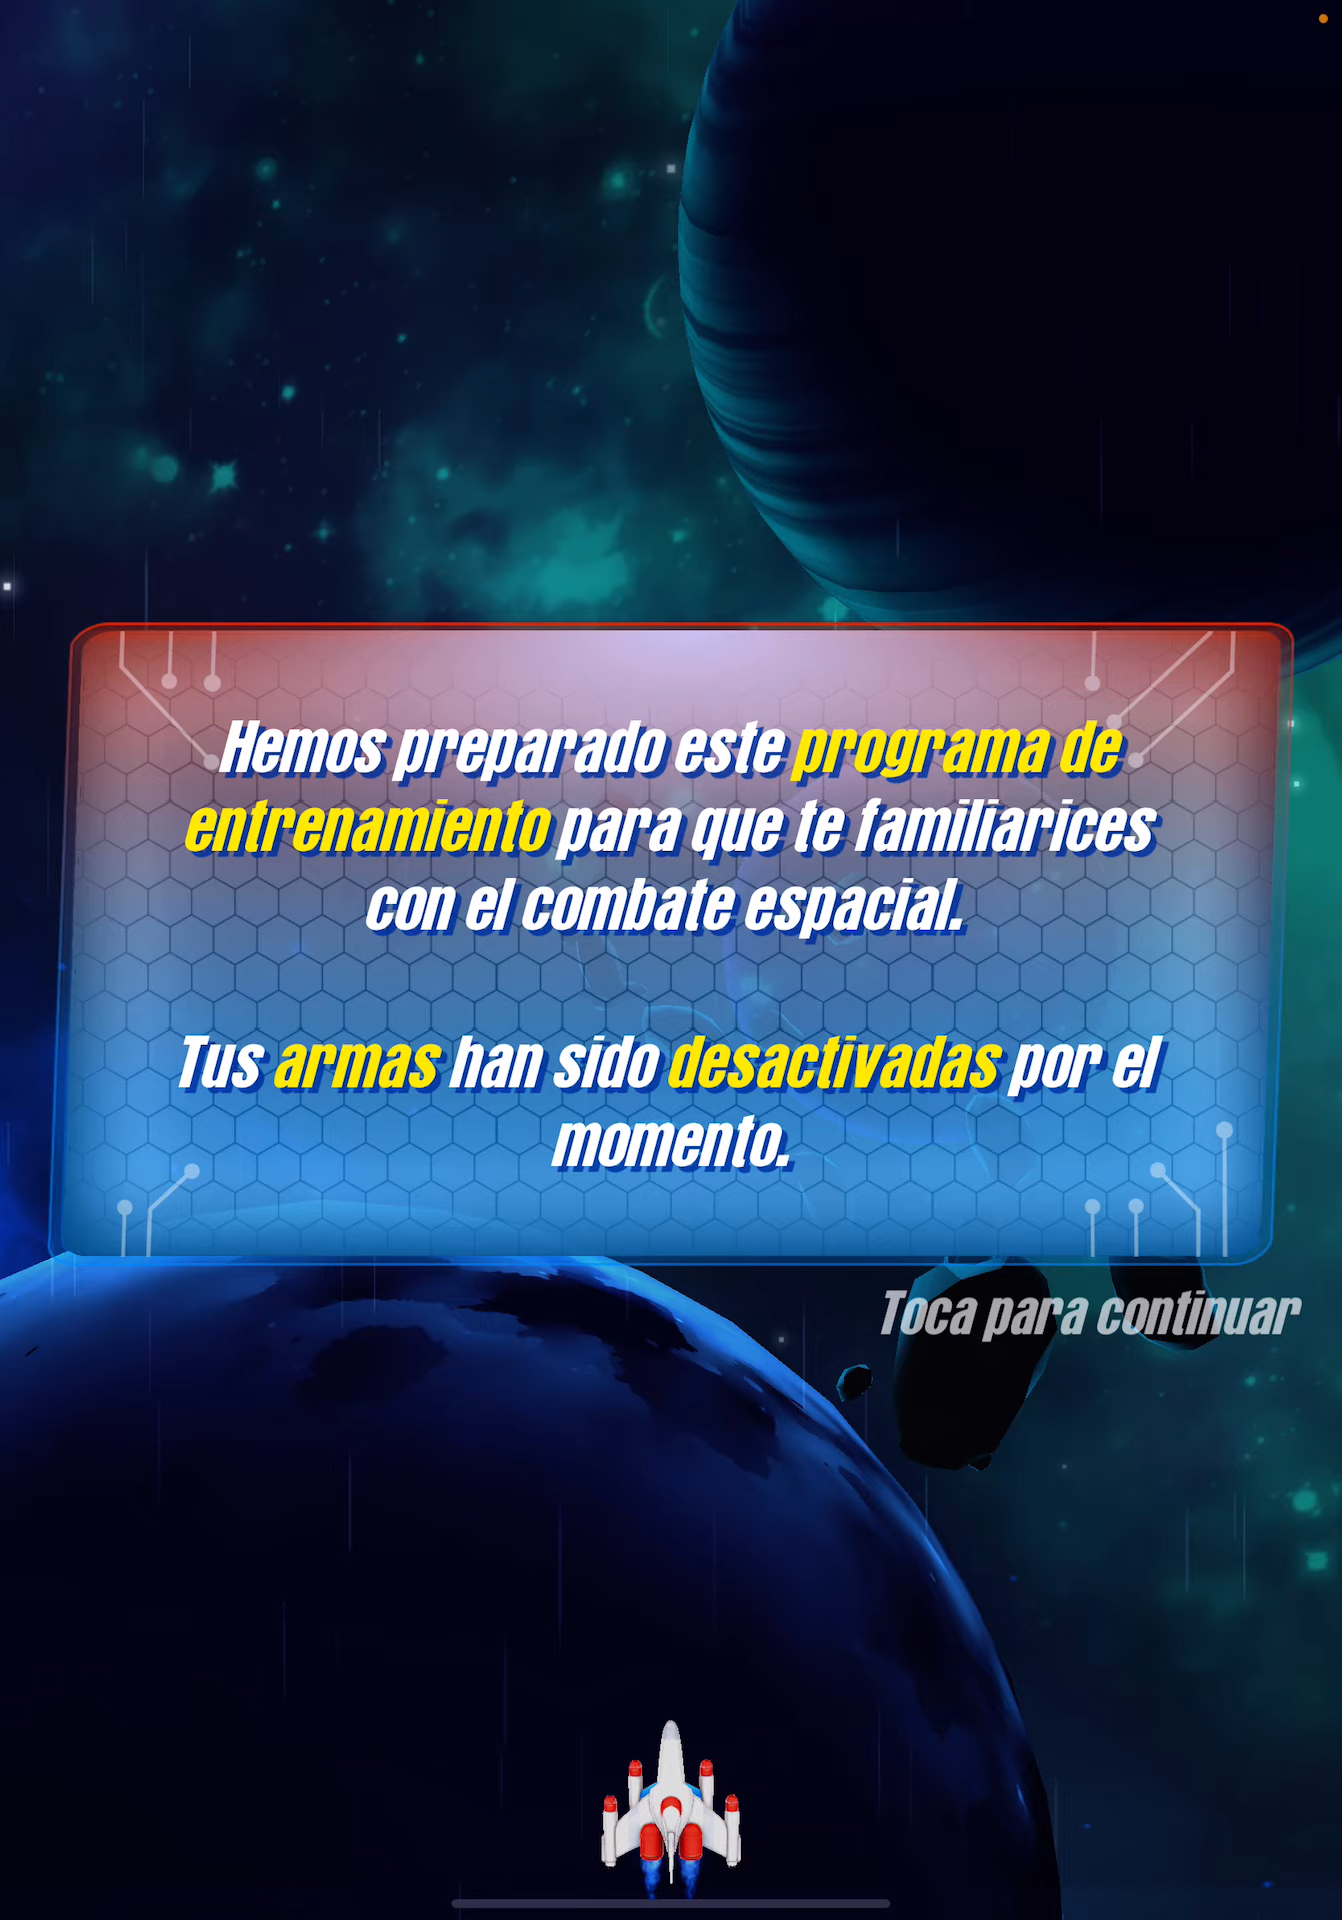 Hemos preparado este programa de
entrenamiento para que te familiarices
con el combate espacial.
Tus armas han sido desactivadas por el
momento.
Toca para continuar